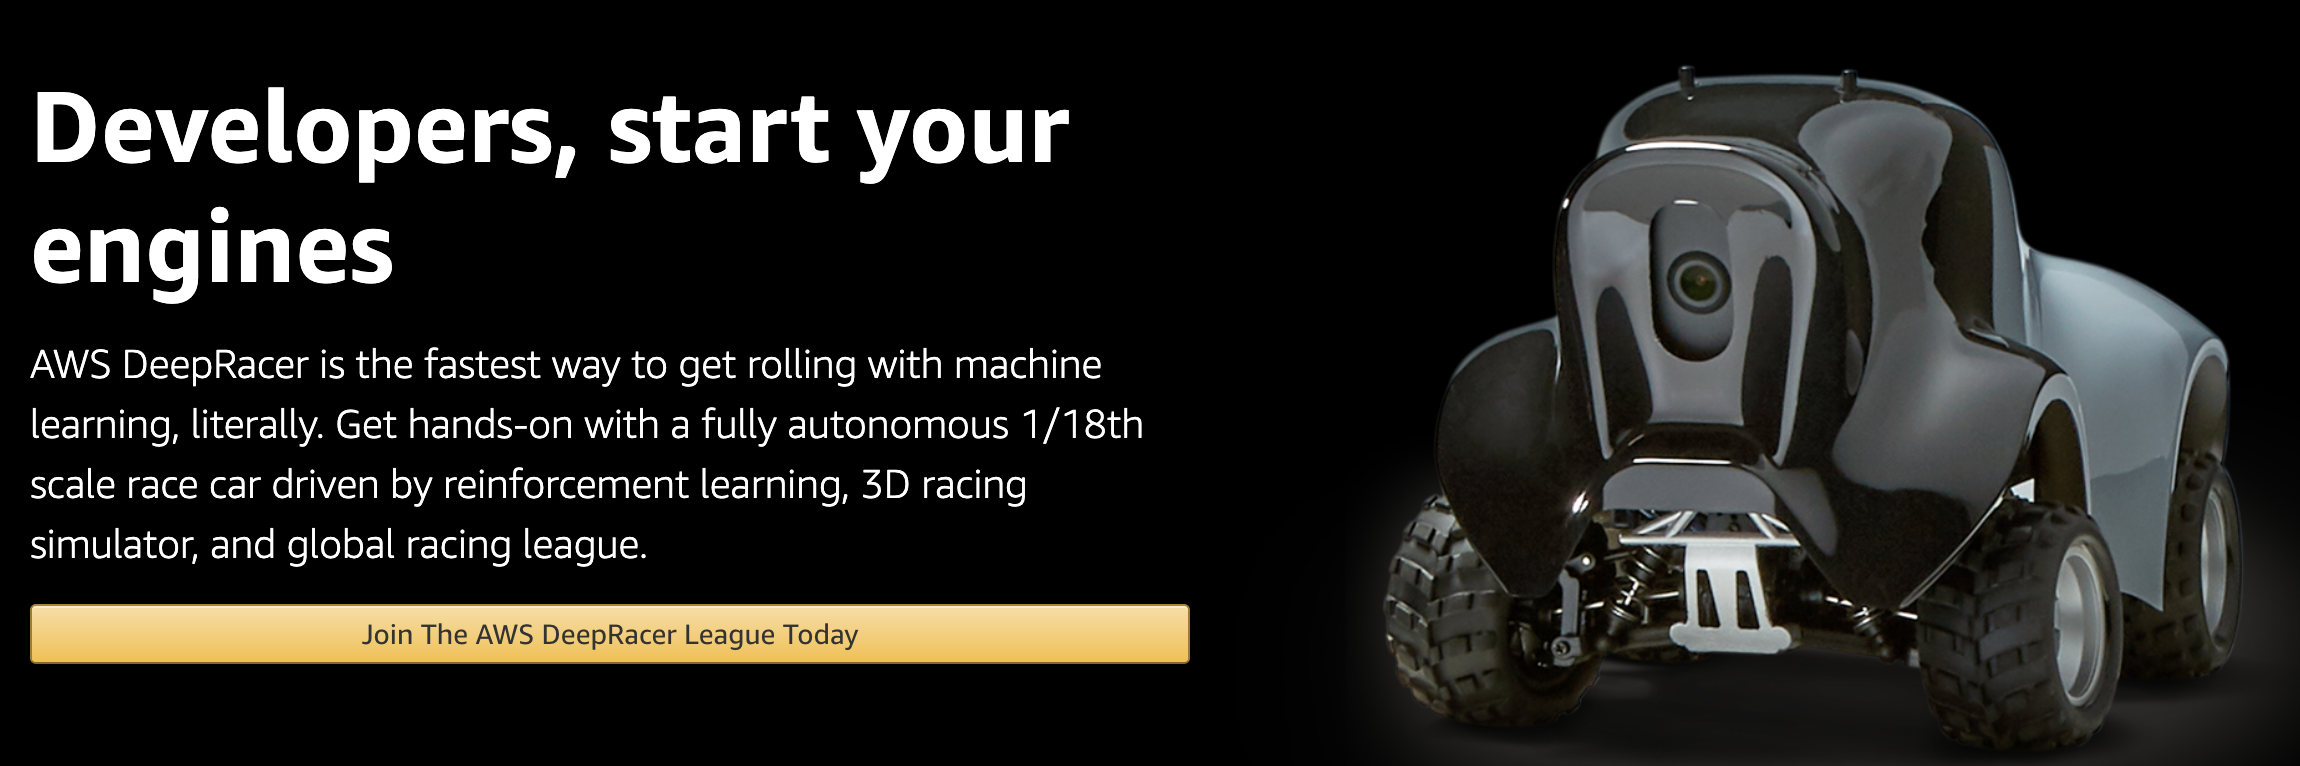 Developers, start your
engines
AWS DeepRacer is the fastest way to get rolling with machine
learning, literally. Get hands-on with a fully autonomous 1/18th
scale race car driven by reinforcement learning, 3D racing
simulator, and global racing league.
Join The AWS DeepRacer League Today